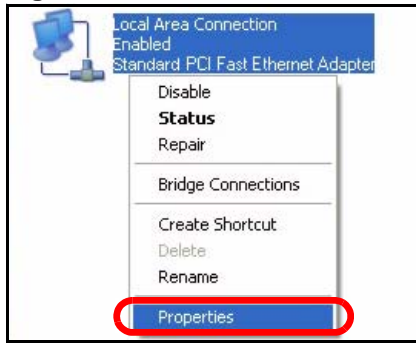 Local Area Connection
Enabled
Standard PCI Fast Ethernet Adapter
Disable
Status
Repair
Bridge Connections
Create Shortcut
Delete
Rename
Properties